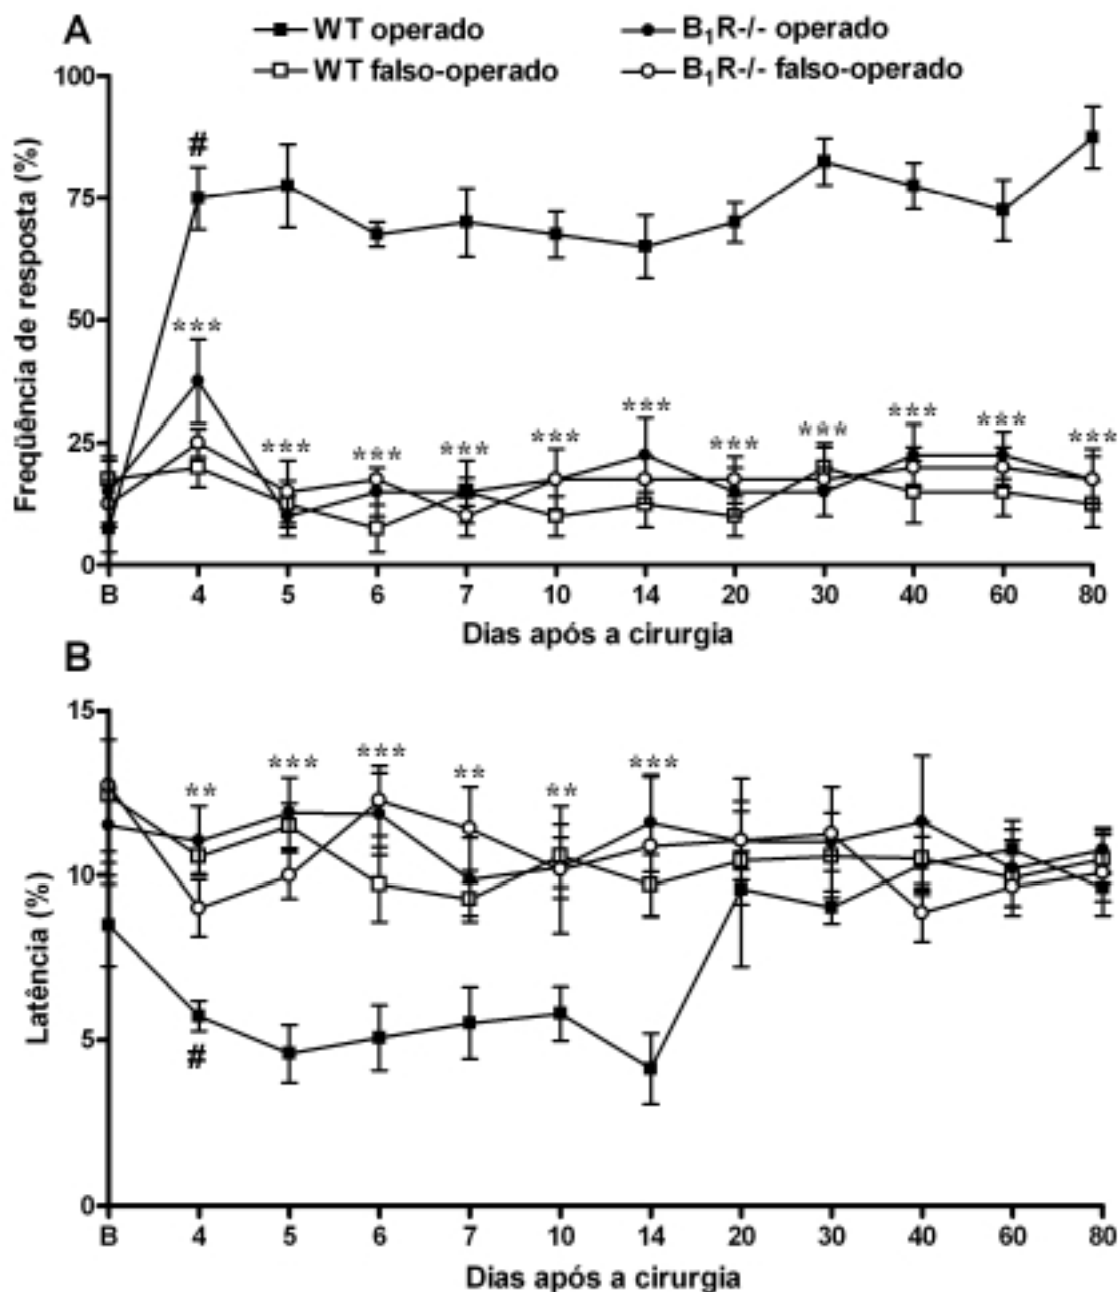 A
WT operado
B1R-/- operado
WT falso-operado
B1R-/- falso-operado
Freqüência de resposta (%)
100
75
50
25
0
#
***
*** *** *** *** *** *** *** *** *** ***
B 4 5 6 7 10 14 20 30 40 60 80
Dias após a cirurgia
B
Latência (%)
15
10
5
0
** *** *** ** ** ***
#
B 4 5 6 7 10 14 20 30 40 60 80
Dias após a cirurgia